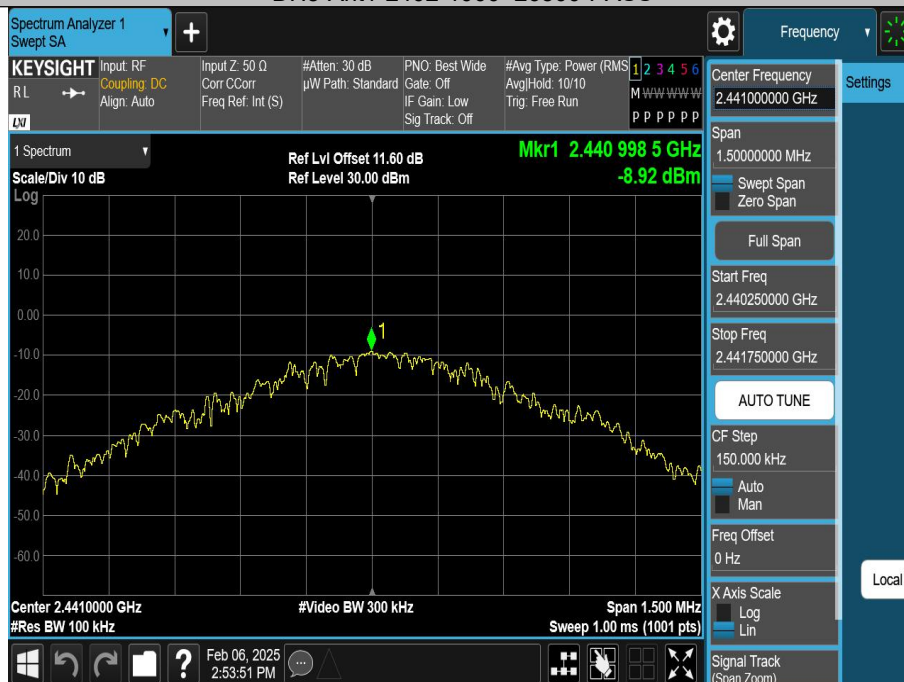 Spectrum Analyzer 1
Swept SA
Frequency
KEYSIGHT
RL
LXI
Input: RF
Coupling: DC
Align: Auto
Input Z: 50 Ω
Corr CCorr
Freq Ref: Int (S)
#Atten: 30 dB
µW Path: Standard
PNO: Best Wide
Gate: Off
IF Gain: Low
Sig Track: Off
#Avg Type: Power (RMS
Avg|Hold: 10/10
Trig: Free Run
1 2 3 4 5 6
M W W W W W
P P P P P P
Center Frequency
2.441000000 GHz
Settings
Span
1.50000000 MHz
Swept Span
Zero Span
Full Span
Start Freq
2.440250000 GHz
Stop Freq
2.441750000 GHz
AUTO TUNE
CF Step
150.000 kHz
Auto
Man
Freq Offset
0 Hz
Local
X Axis Scale
Log
Lin
Signal Track
(Span Zoom)
1 Spectrum
Scale/Div 10 dB
Log
Ref Lvl Offset 11.60 dB
Ref Level 30.00 dBm
Mkr1 2.440 998 5 GHz
-8.92 dBm
20.0
10.0
0.00
1
-10.0
-20.0
-30.0
-40.0
-50.0
-60.0
Center 2.4410000 GHz
#Video BW 300 kHz
Span 1.500 MHz
#Res BW 100 kHz
Sweep 1.00 ms (1001 pts)
?
Feb 06, 2025
2:53:51 PM